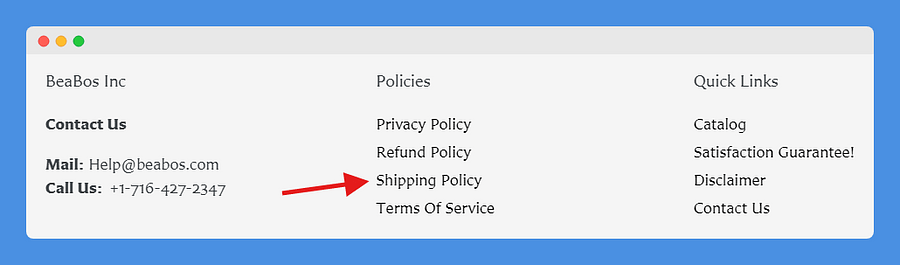 BeaBos Inc
Contact Us
Mail: Help@beabos.com
Call Us: +1-716-427-2347
Policies
Privacy Policy
Refund Policy
Shipping Policy
Terms Of Service
Quick Links
Catalog
Satisfaction Guarantee!
Disclaimer
Contact Us